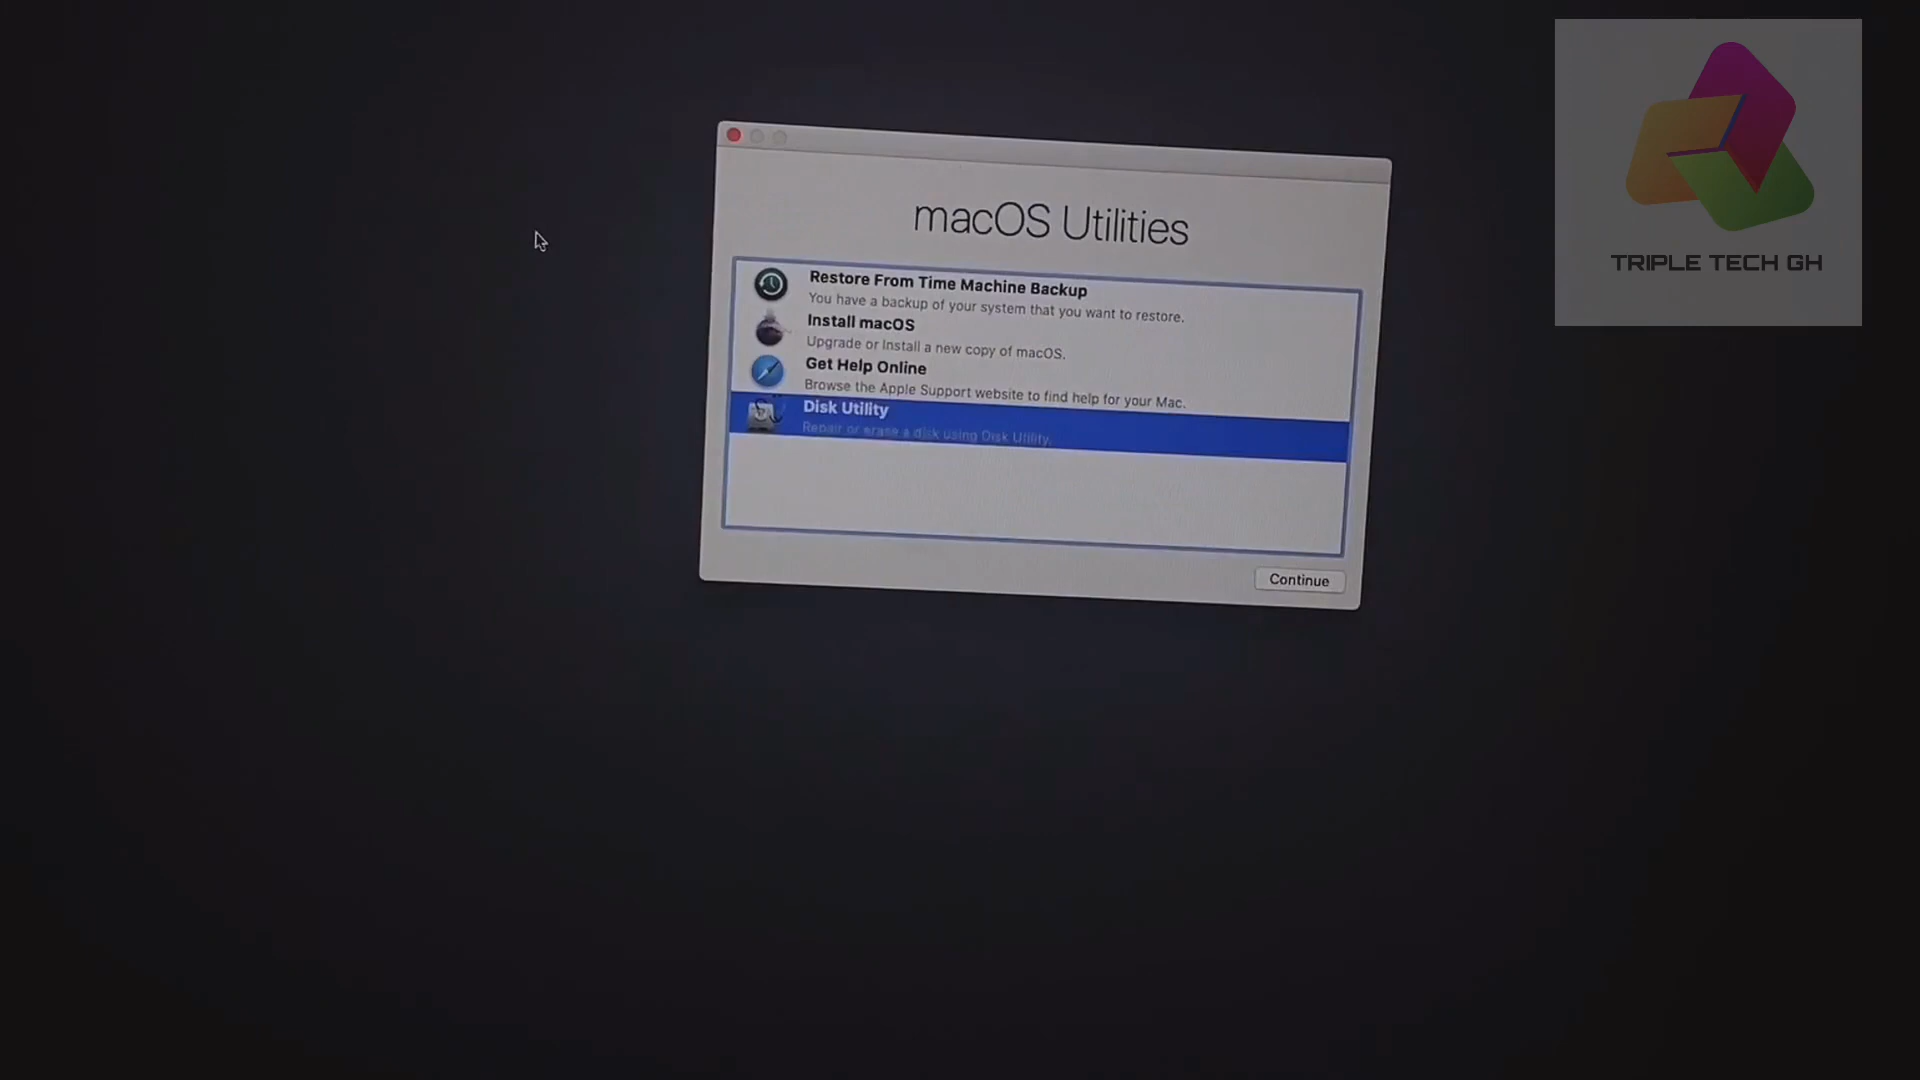 macOS Utilities
Restore From Time Machine Backup
You have a backup of your system that you want to restore.
Install macOS
Upgrade or Install a new copy of macOS.
Get Help Online
Browse the Apple Support website to find help for your Mac.
Disk Utility
Repair or erase a disk using Disk Utility.
Continue
TRIPLE TECH GH